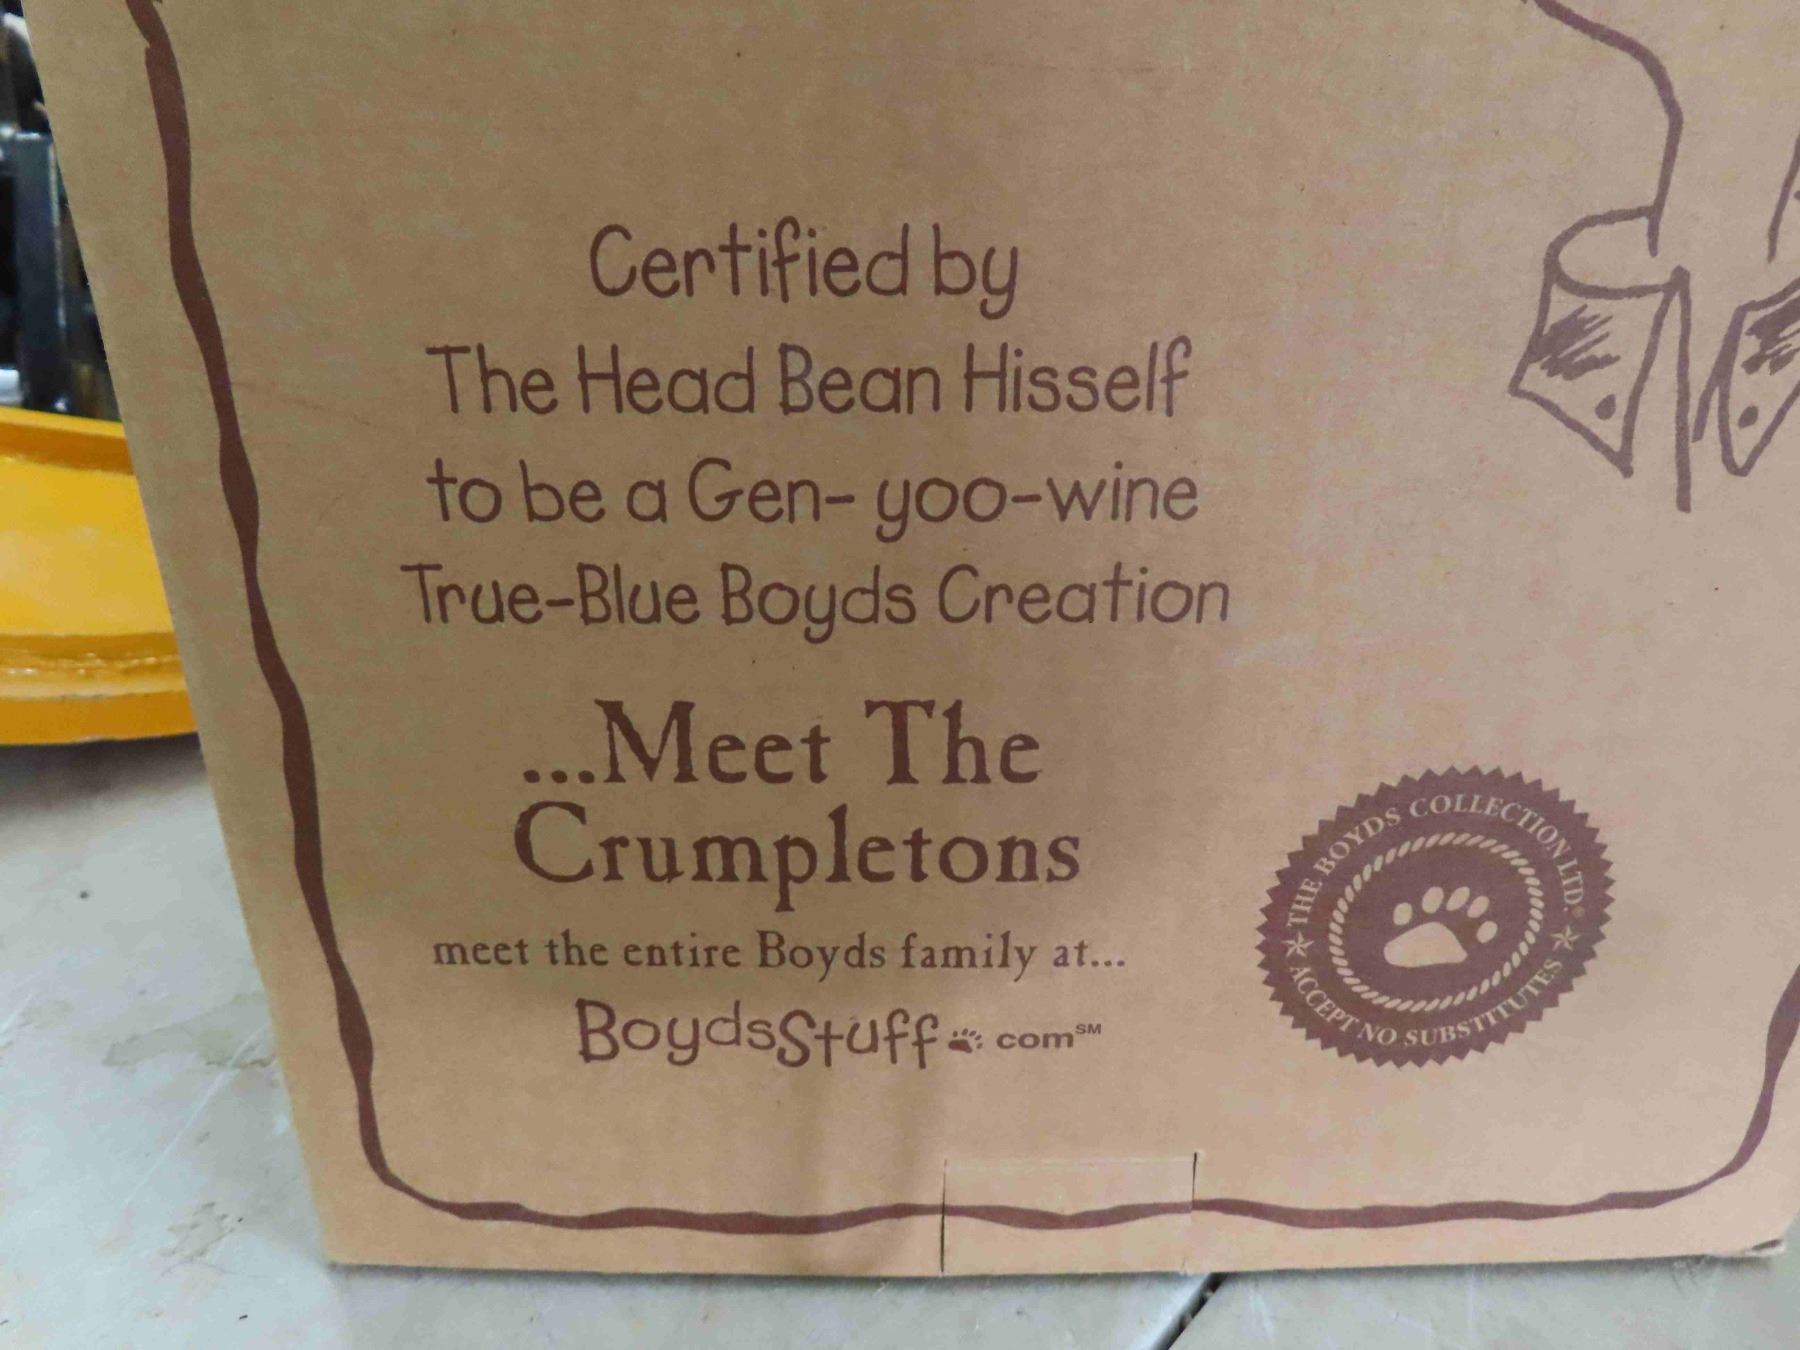 Certified by
The Head Bean Hisself
to be a Gen- yoo-wine
True-Blue Boyds Creation
...Meet The
Crumpletons
meet the entire Boyds family at...
BoydsStuff com℠
THE BOYDS COLLECTION LTD.
ACCEPT NO SUBSTITUTES